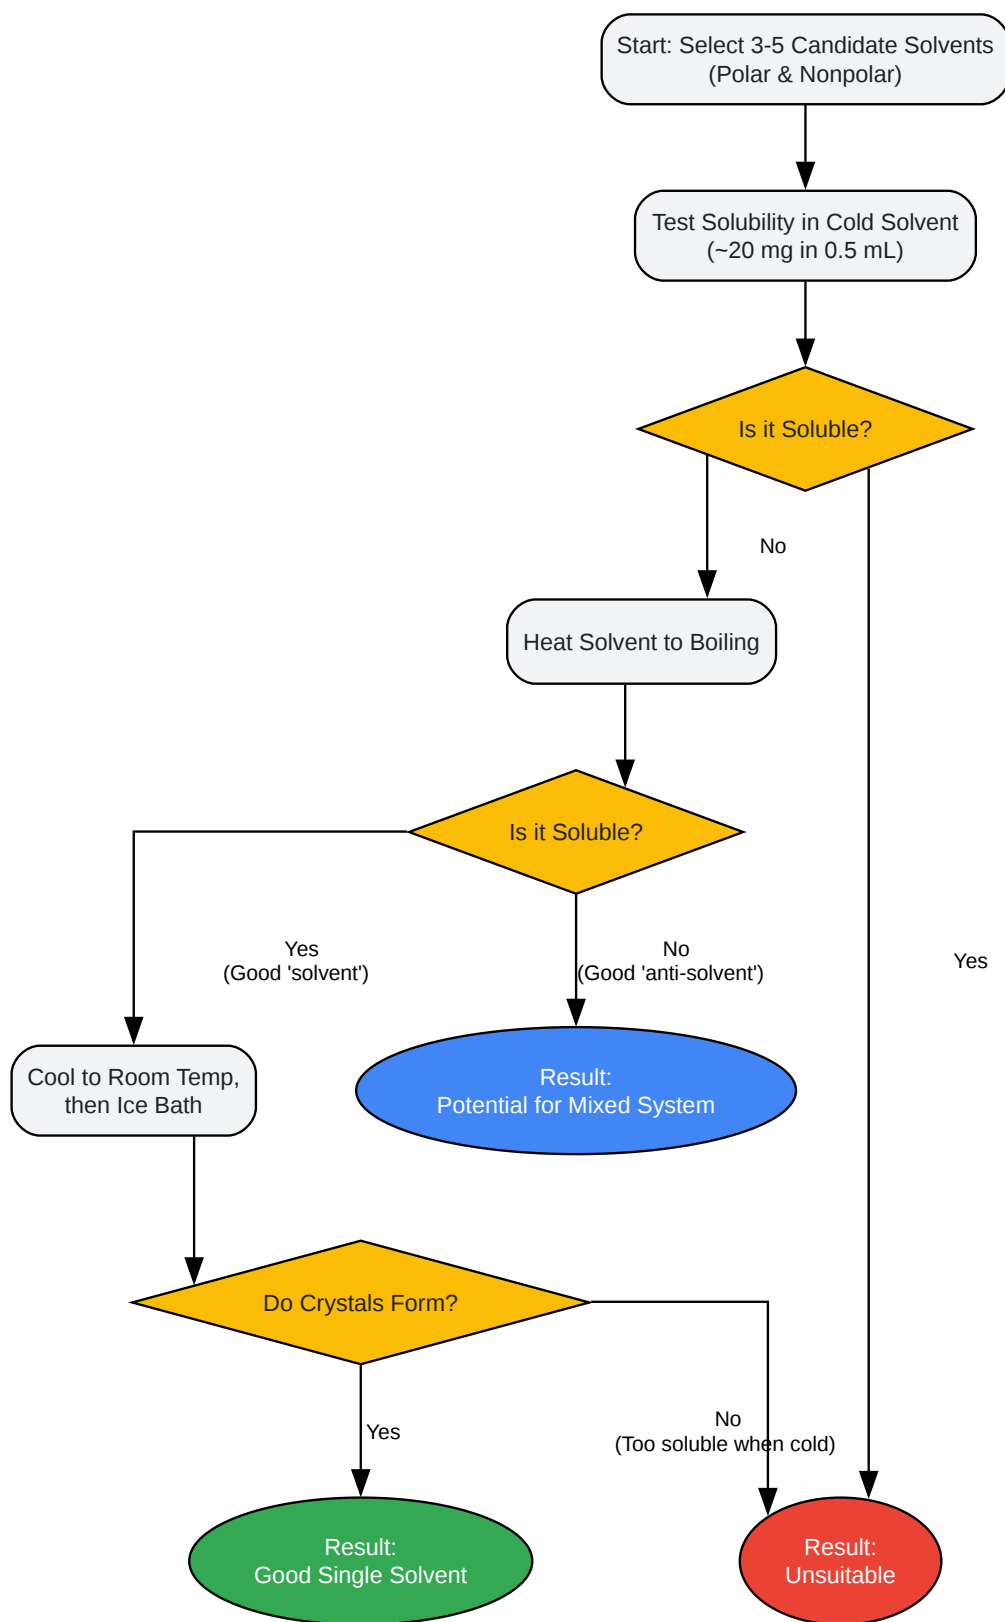 Start: Select 3-5 Candidate Solvents
(Polar & Nonpolar)
Test Solubility in Cold Solvent
(~20 mg in 0.5 mL)
Is it Soluble?
No
Heat Solvent to Boiling
Is it Soluble?
Yes
(Good 'solvent')
No
(Good 'anti-solvent')
Yes
Cool to Room Temp,
then Ice Bath
Result:
Potential for Mixed System
Do Crystals Form?
Yes
No
(Too soluble when cold)
Result:
Good Single Solvent
Result:
Unsuitable